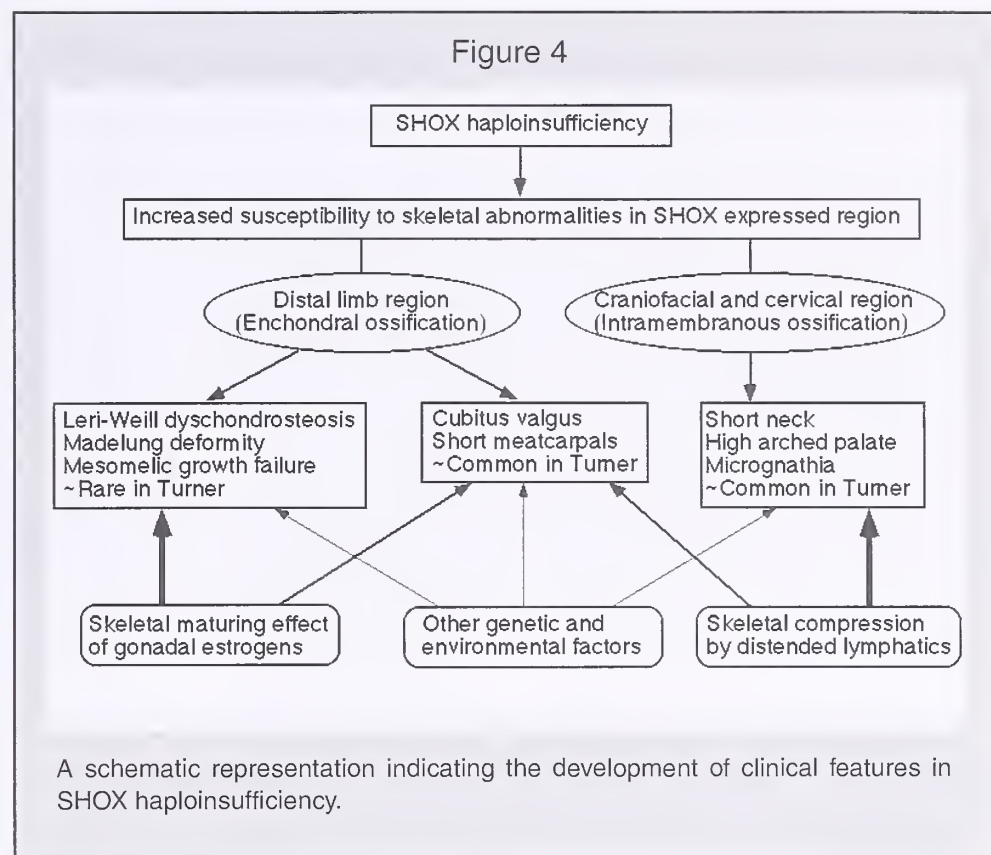 Figure 4
SHOX haploinsufficiency
Increased susceptibility to skeletal abnormalities in SHOX expressed region
Distal limb region
(Enchondral ossification)
Craniofacial and cervical region
(Intramembranous ossification)
Leri-Weill dyschondrosteosis
Madelung deformity
Mesomelic growth failure
~Rare in Turner
Cubitus valgus
Short meatcarpals
~Common in Turner
Short neck
High arched palate
Micrognathia
~Common in Turner
Skeletal maturing effect
of gonadal estrogens
Other genetic and
environmental factors
Skeletal compression
by distended lymphatics
A schematic representation indicating the development of clinical features in
SHOX haploinsufficiency.